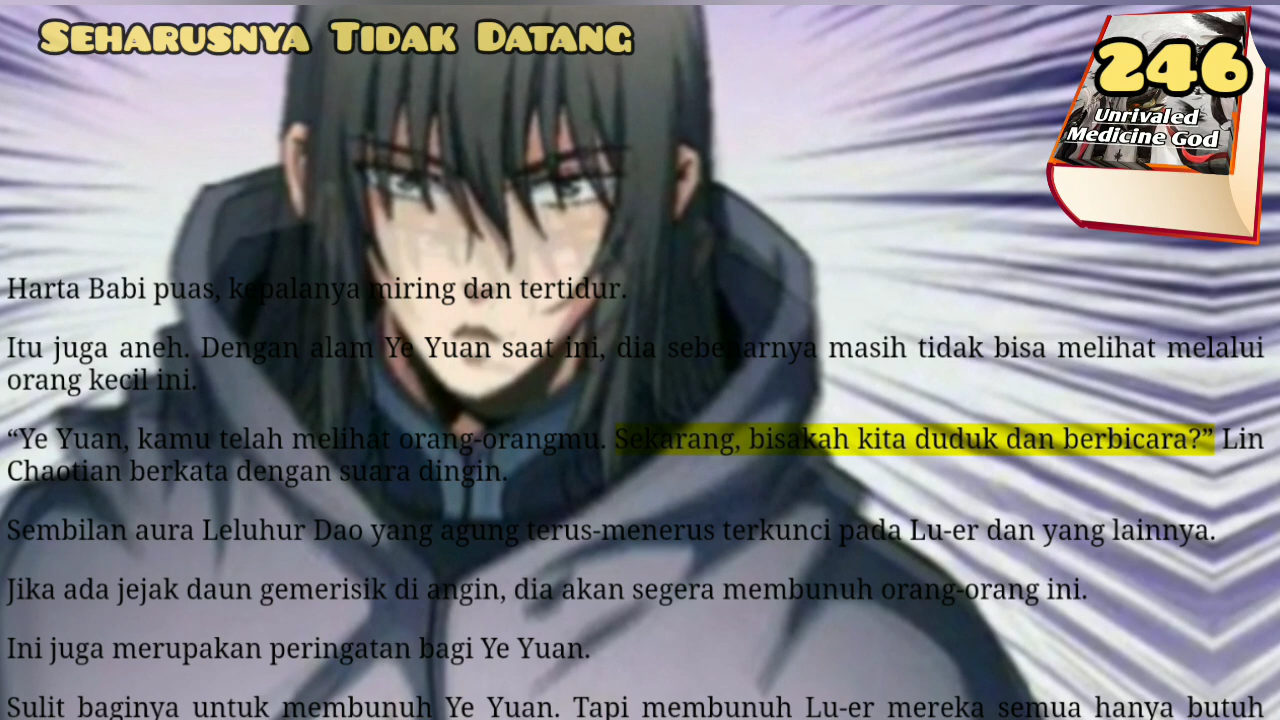 Seharusnya Tidak Datang
246
Unrivaled
Medicine God
Harta Babi puas, kepalanya miring dan tertidur.
Itu juga aneh. Dengan alam Ye Yuan saat ini, dia sebenarnya masih tidak bisa melihat melalui
orang kecil ini.
“Ye Yuan, kamu telah melihat orang-orangmu. Sekarang, bisakah kita duduk dan berbicara?” Lin
Chaotian berkata dengan suara dingin.
Sembilan aura Leluhur Dao yang agung terus-menerus terkunci pada Lu-er dan yang lainnya.
Jika ada jejak daun gemerisik di angin, dia akan segera membunuh orang-orang ini.
Ini juga merupakan peringatan bagi Ye Yuan.
Sulit baginya untuk membunuh Ye Yuan. Tapi membunuh Lu-er mereka semua hanya butuh